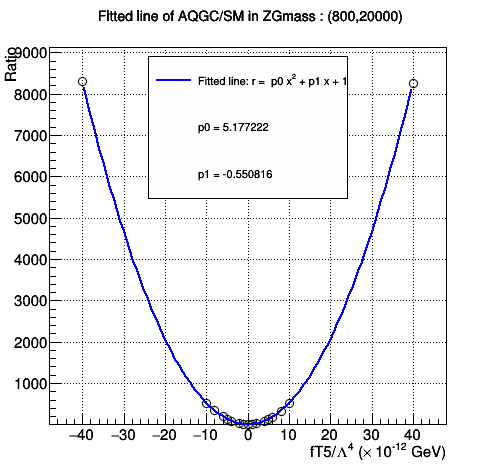 FItted line of AQGC/SM in ZGmass : (800,20000)
Ratio
9000
8000
7000
6000
5000
4000
3000
2000
1000
Fitted line: r = p0 x² + p1 x + 1
p0 = 5.177222
p1 = -0.550816
−40 −30 −20 −10 0 10 20 30 40
fT5/Λ⁴ (× 10⁻¹² GeV)